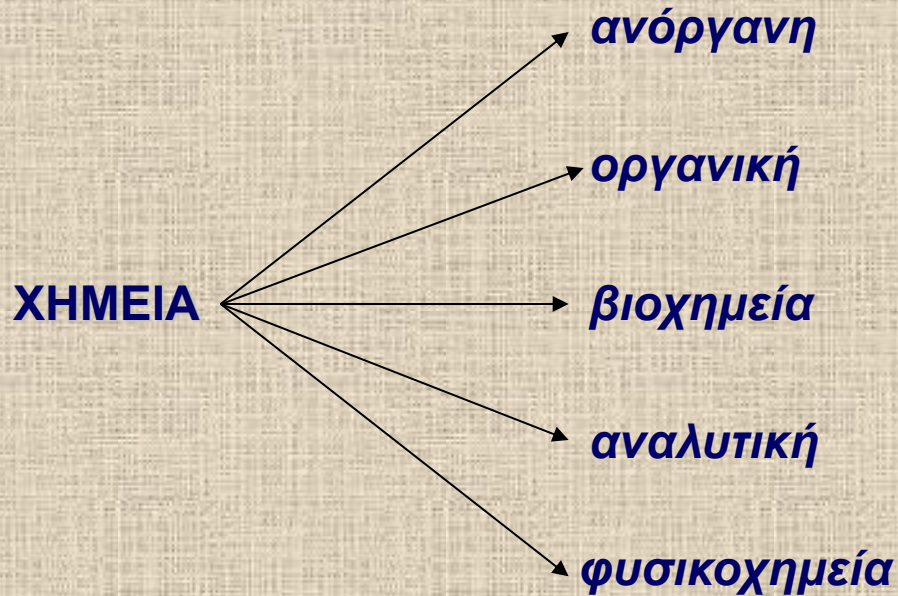 ανόργανη
οργανική
ΧΗΜΕΙΑ
βιοχημεία
αναλυτική
φυσικοχημεία